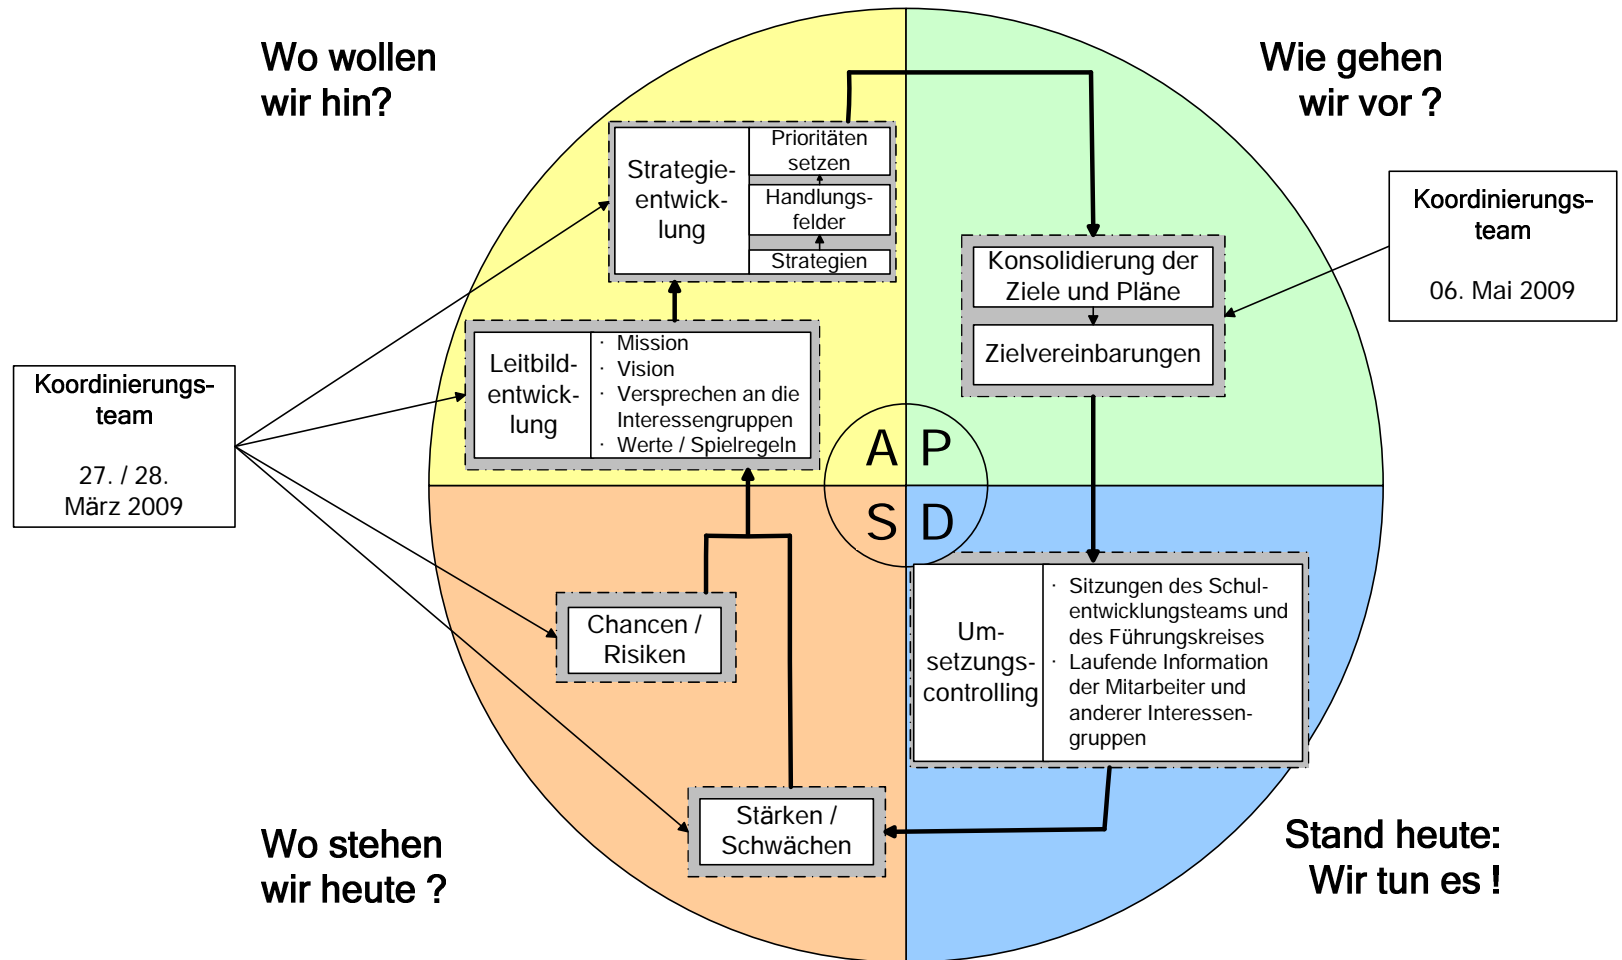 Wo wollen
wir hin?
Wie gehen
wir vor ?
Strategie-
entwick-
lung
Prioritäten
setzen
Handlungs-
felder
Strategien
Koordinierungs-
team
06. Mai 2009
Konsolidierung der
Ziele und Pläne
Zielvereinbarungen
Leitbild-
entwick-
lung
· Mission
· Vision
· Versprechen an die
Interessengruppen
· Werte / Spielregeln
Koordinierungs-
team
27. / 28.
März 2009
A P
S D
Chancen /
Risiken
Um-
setzungs-
controlling
· Sitzungen des Schul-
entwicklungsteams und
des Führungskreises
· Laufende Information
der Mitarbeiter und
anderer Interessen-
gruppen
Stärken /
Schwächen
Wo stehen
wir heute ?
Stand heute:
Wir tun es !